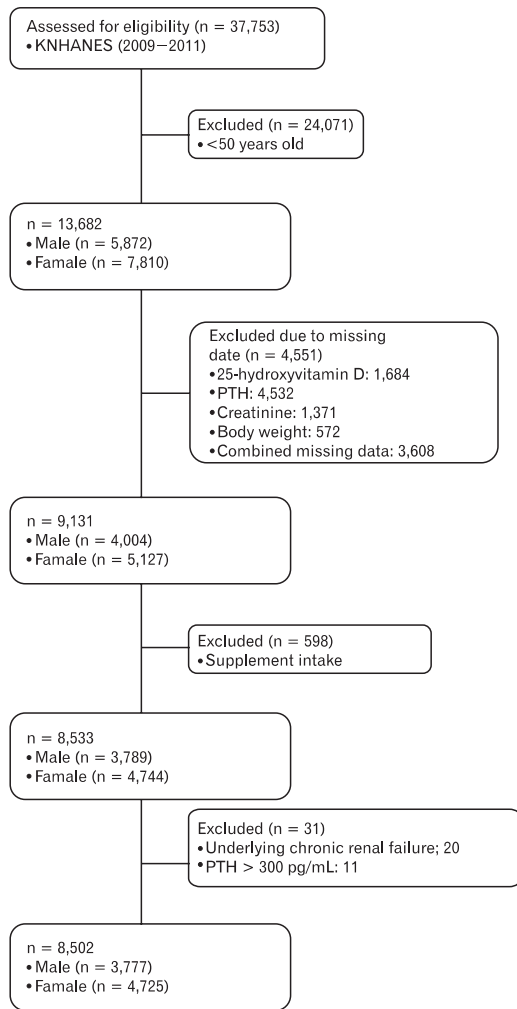 Assessed for eligibility (n = 37,753)
• KNHANES (2009−2011)
Excluded (n = 24,071)
• <50 years old
n = 13,682
• Male (n = 5,872)
• Famale (n = 7,810)
Excluded due to missing
date (n = 4,551)
• 25-hydroxyvitamin D: 1,684
• PTH: 4,532
• Creatinine: 1,371
• Body weight: 572
• Combined missing data: 3,608
n = 9,131
• Male (n = 4,004)
• Famale (n = 5,127)
Excluded (n = 598)
• Supplement intake
n = 8,533
• Male (n = 3,789)
• Famale (n = 4,744)
Excluded (n = 31)
• Underlying chronic renal failure; 20
• PTH > 300 pg/mL: 11
n = 8,502
• Male (n = 3,777)
• Famale (n = 4,725)